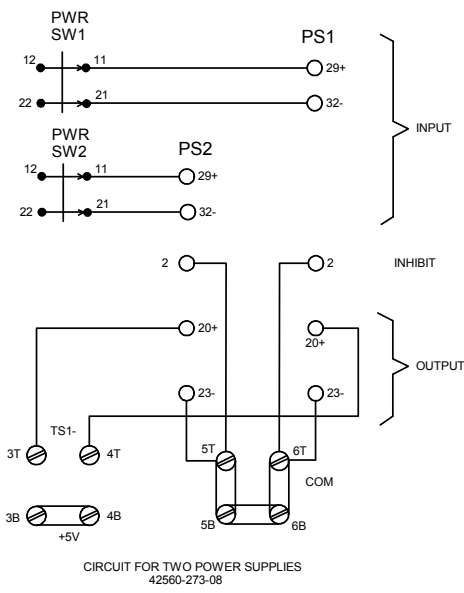 PWR
SW1
PS1
12
11
29+
22
21
32-
INPUT
PWR
SW2
PS2
12
11
29+
22
21
32-
2
2
INHIBIT
20+
20+
OUTPUT
23-
23-
TS1-
3T
4T
5T
6T
COM
3B
4B
5B
6B
+5V
CIRCUIT FOR TWO POWER SUPPLIES
42560-273-08